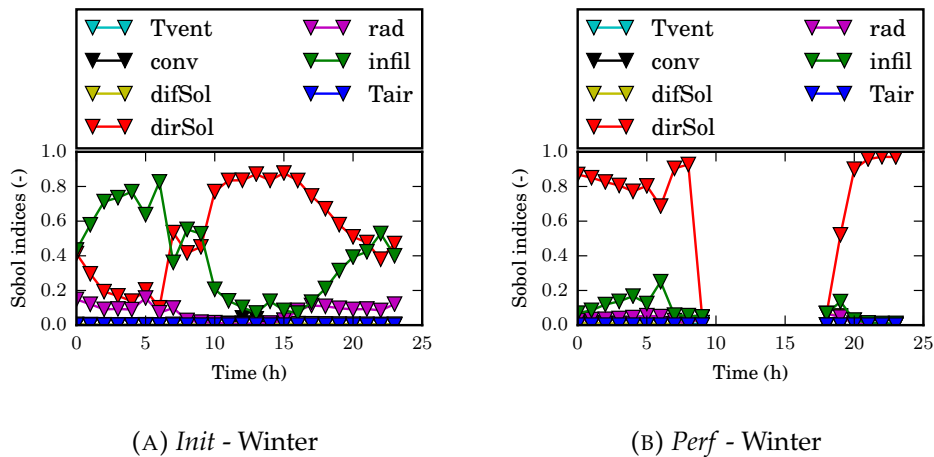 Tvent rad
conv infil
difSol Tair
dirSol
Sobol indices (-)
1.0
0.8
0.6
0.4
0.2
0.0
0 5 10 15 20 25
Time (h)
(A) Init - Winter
Tvent rad
conv infil
difSol Tair
dirSol
Sobol indices (-)
1.0
0.8
0.6
0.4
0.2
0.0
0 5 10 15 20 25
Time (h)
(B) Perf - Winter